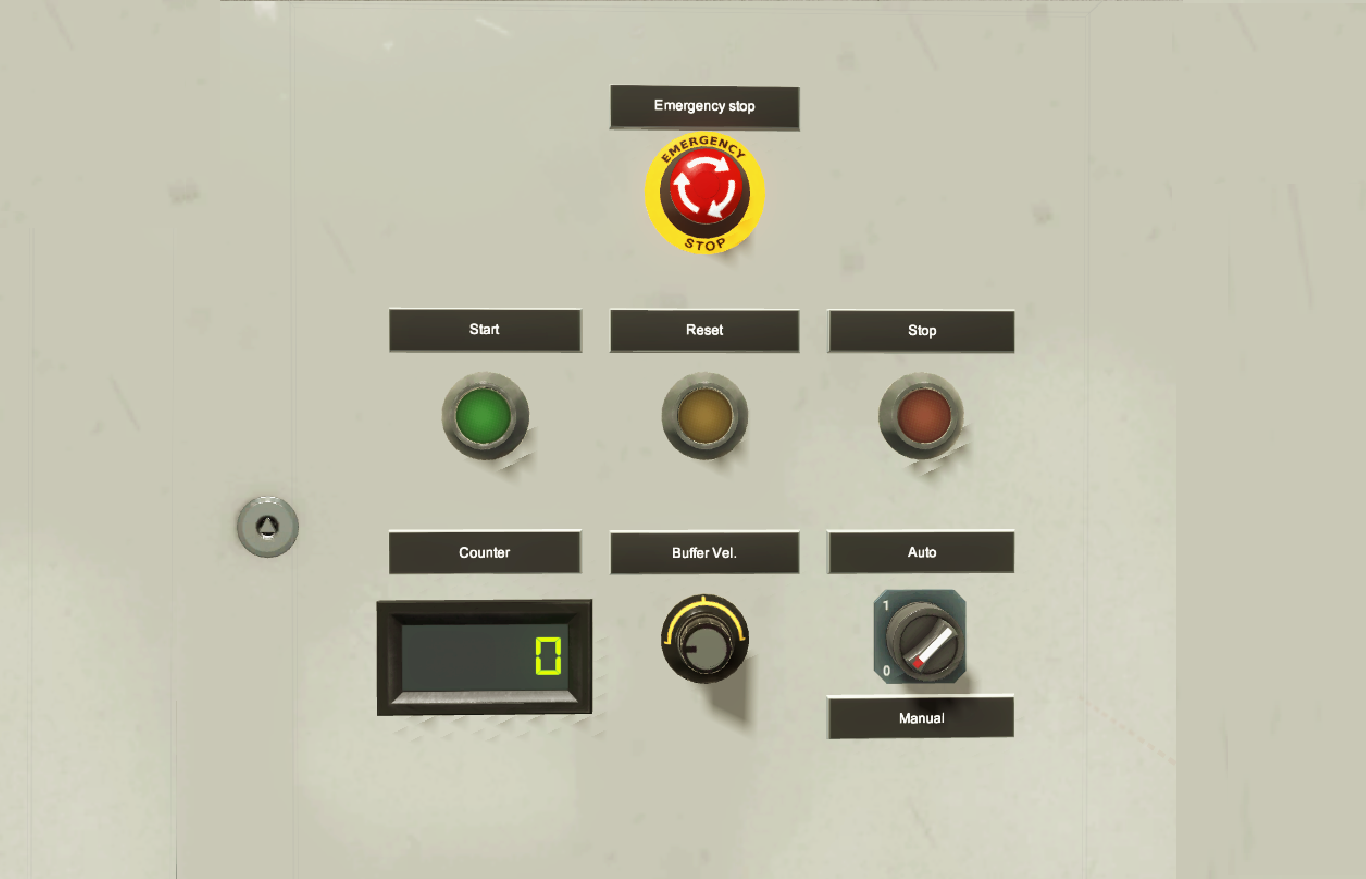 Emergency stop
EMERGENCY
STOP
Start
Reset
Stop
Counter
Buffer Vel.
Auto
0
1
0
Manual